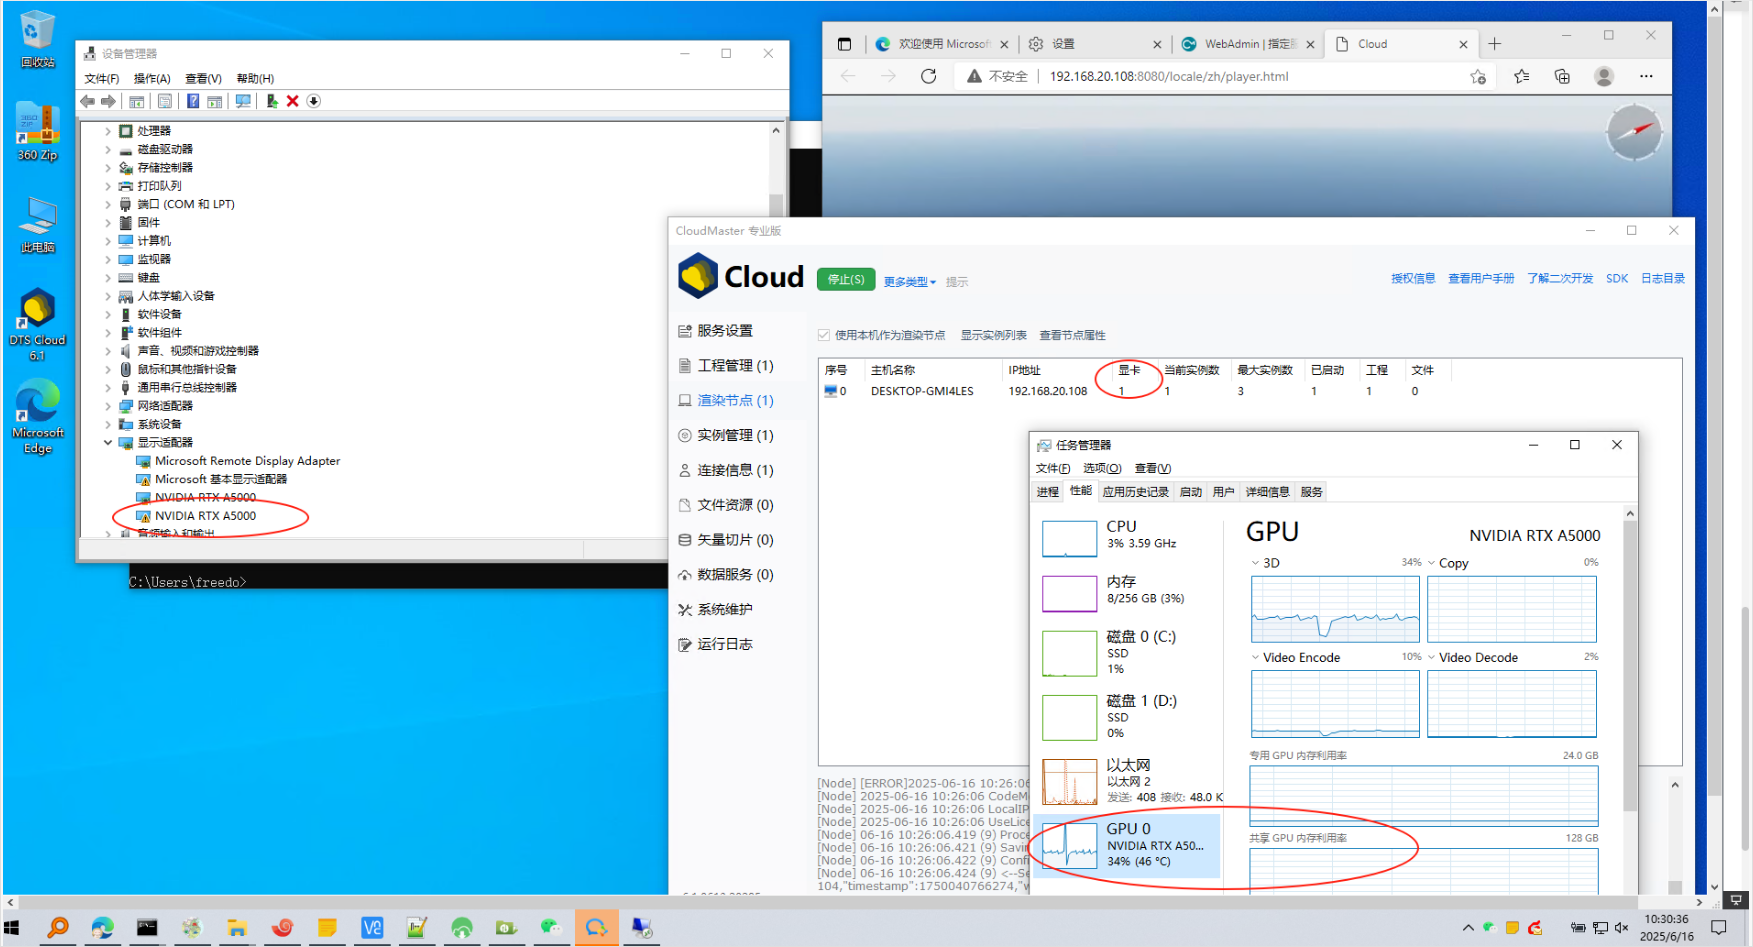 回收站
360 Zip
此电脑
DTS Cloud
6.1
Microsoft
Edge
设备管理器
文件(F) 操作(A) 查看(V) 帮助(H)
处理器
磁盘驱动器
存储控制器
打印队列
端口 (COM 和 LPT)
固件
计算机
监视器
键盘
人体学输入设备
软件设备
软件组件
声音、视频和游戏控制器
鼠标和其他指针设备
通用串行总线控制器
网络适配器
系统设备
显示适配器
Microsoft Remote Display Adapter
Microsoft 基本显示适配器
NVIDIA RTX A5000
NVIDIA RTX A5000
音频输入和输出
C:\Users\freedo>
欢迎使用 Microsoft
设置
WebAdmin | 指定
Cloud
不安全 192.168.20.108:8080/locale/zh/player.html
CloudMaster 专业版
Cloud
停止(S) 更多类型 提示
授权信息 查看用户手册 了解二次开发 SDK 日志目录
服务设置
工程管理 (1)
渲染节点 (1)
实例管理 (1)
连接信息 (1)
文件资源 (0)
矢量切片 (0)
数据服务 (0)
系统维护
运行日志
使用本机作为渲染节点 显示实例列表 查看节点属性
序号 主机名称 IP地址 显卡 当前实例数 最大实例数 已启动 工程 文件
0 DESKTOP-GMI4LES 192.168.20.108 1 1 3 1 1 0
[Node] [ERROR]2025-06-16 10:26:06
[Node] 2025-06-16 10:26:06 CodeM
[Node] 2025-06-16 10:26:06 LocalIP
[Node] 2025-06-16 10:26:06 UseLice
[Node] 06-16 10:26:06.419 (9) Proce
[Node] 06-16 10:26:06.421 (9) Savin
[Node] 06-16 10:26:06.422 (9) Confi
[Node] 06-16 10:26:06.424 (9) <--Se
104,"timestamp":1750040766274,"w
任务管理器
文件(F) 选项(O) 查看(V)
进程 性能 应用历史记录 启动 用户 详细信息 服务
CPU
3% 3.59 GHz
内存
8/256 GB (3%)
磁盘 0 (C:)
SSD
1%
磁盘 1 (D:)
SSD
0%
以太网
以太网 2
发送: 408 接收: 48.0 K
GPU 0
NVIDIA RTX A50...
34% (46 °C)
GPU NVIDIA RTX A5000
3D 34% Copy 0%
Video Encode 10% Video Decode 2%
专用 GPU 内存利用率 24.0 GB
共享 GPU 内存利用率 128 GB
10:30:36
2025/6/16